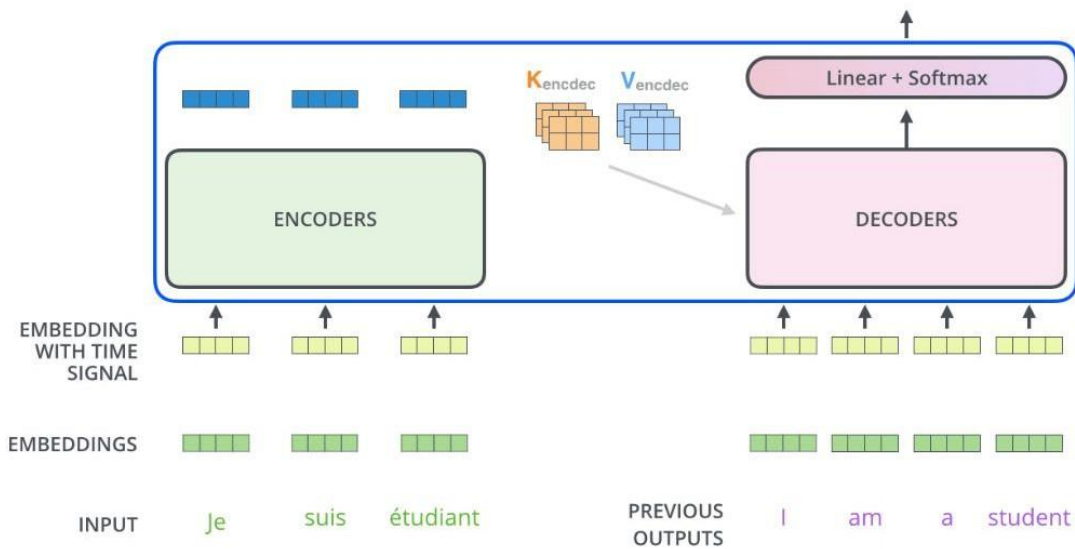 Kencdec Vencdec
Linear + Softmax
ENCODERS
DECODERS
EMBEDDING
WITH TIME
SIGNAL
EMBEDDINGS
INPUT Je suis étudiant
PREVIOUS
OUTPUTS
I am a student